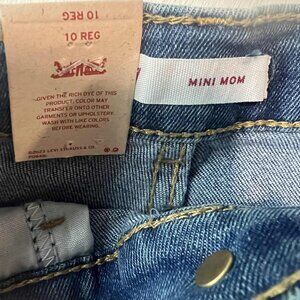 10 REG
10 REG
GIVEN THE RICH DYE OF THIS
PRODUCT, COLOR MAY
TRANSFER ONTO OTHER
GARMENTS OR UPHOLSTERY.
WASH WITH LIKE COLORS
BEFORE WEARING.
©2023 LEVI STRAUSS & CO.
MINI MOM